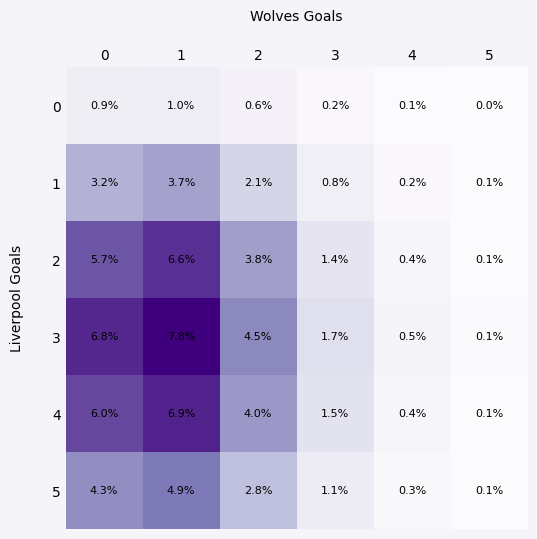 Wolves Goals
0 1 2 3 4 5
0 0.9% 1.0% 0.6% 0.2% 0.1% 0.0%
1 3.2% 3.7% 2.1% 0.8% 0.2% 0.1%
2 5.7% 6.6% 3.8% 1.4% 0.4% 0.1%
Liverpool Goals
3 6.8% 7.8% 4.5% 1.7% 0.5% 0.1%
4 6.0% 6.9% 4.0% 1.5% 0.4% 0.1%
5 4.3% 4.9% 2.8% 1.1% 0.3% 0.1%